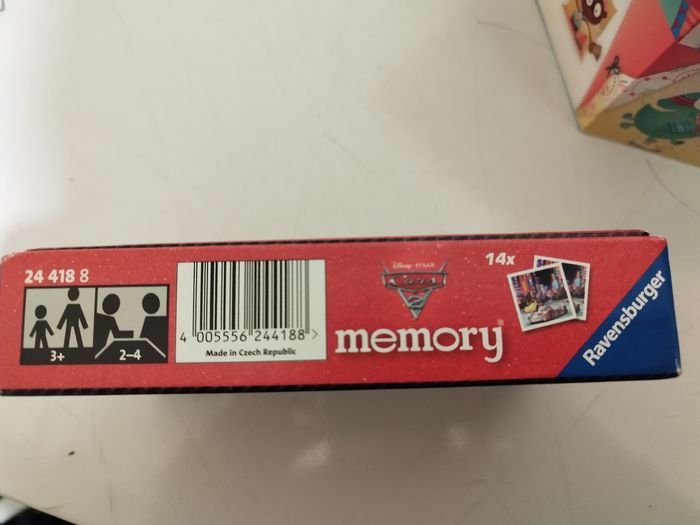 24 418 8
3+
2–4
4 005556 244188 >
Made in Czech Republic
Disney · PIXAR
Cars
2
memory®
14x
Ravensburger